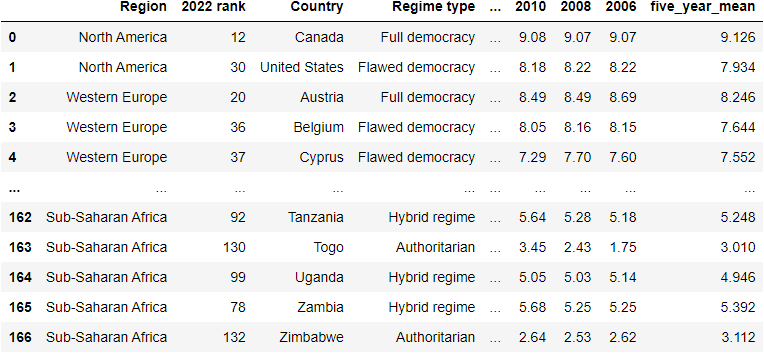 Region 2022 rank Country Regime type ... 2010 2008 2006 five_year_mean
0 North America 12 Canada Full democracy ... 9.08 9.07 9.07 9.126
1 North America 30 United States Flawed democracy ... 8.18 8.22 8.22 7.934
2 Western Europe 20 Austria Full democracy ... 8.49 8.49 8.69 8.246
3 Western Europe 36 Belgium Flawed democracy ... 8.05 8.16 8.15 7.644
4 Western Europe 37 Cyprus Flawed democracy ... 7.29 7.70 7.60 7.552
... ... ... ... ... ... ... ... ... ...
162 Sub-Saharan Africa 92 Tanzania Hybrid regime ... 5.64 5.28 5.18 5.248
163 Sub-Saharan Africa 130 Togo Authoritarian ... 3.45 2.43 1.75 3.010
164 Sub-Saharan Africa 99 Uganda Hybrid regime ... 5.05 5.03 5.14 4.946
165 Sub-Saharan Africa 78 Zambia Hybrid regime ... 5.68 5.25 5.25 5.392
166 Sub-Saharan Africa 132 Zimbabwe Authoritarian ... 2.64 2.53 2.62 3.112